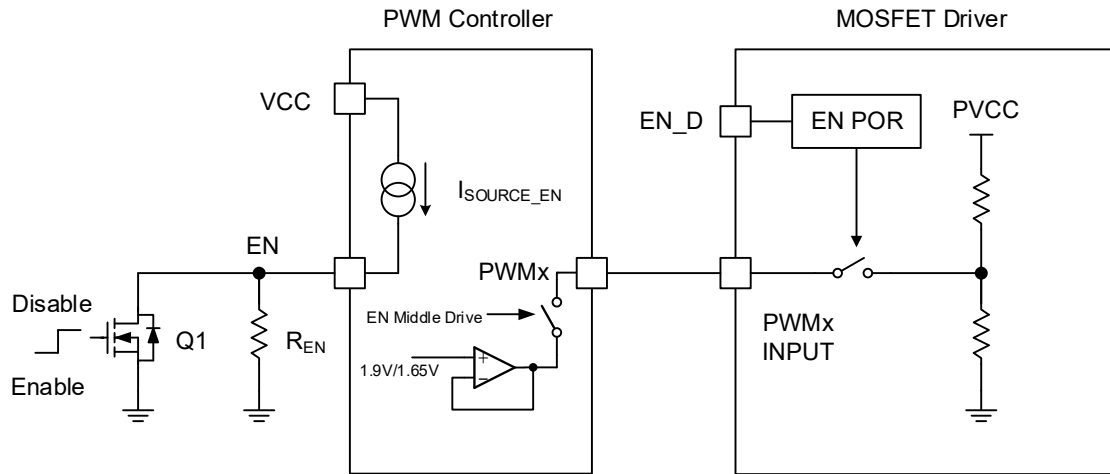 PWM Controller
MOSFET Driver
VCC
EN_D
EN POR
PVCC
ISOURCE_EN
EN
PWMx
Disable
Enable
Q1
REN
EN Middle Drive
1.9V/1.65V
+
−
PWMx
INPUT